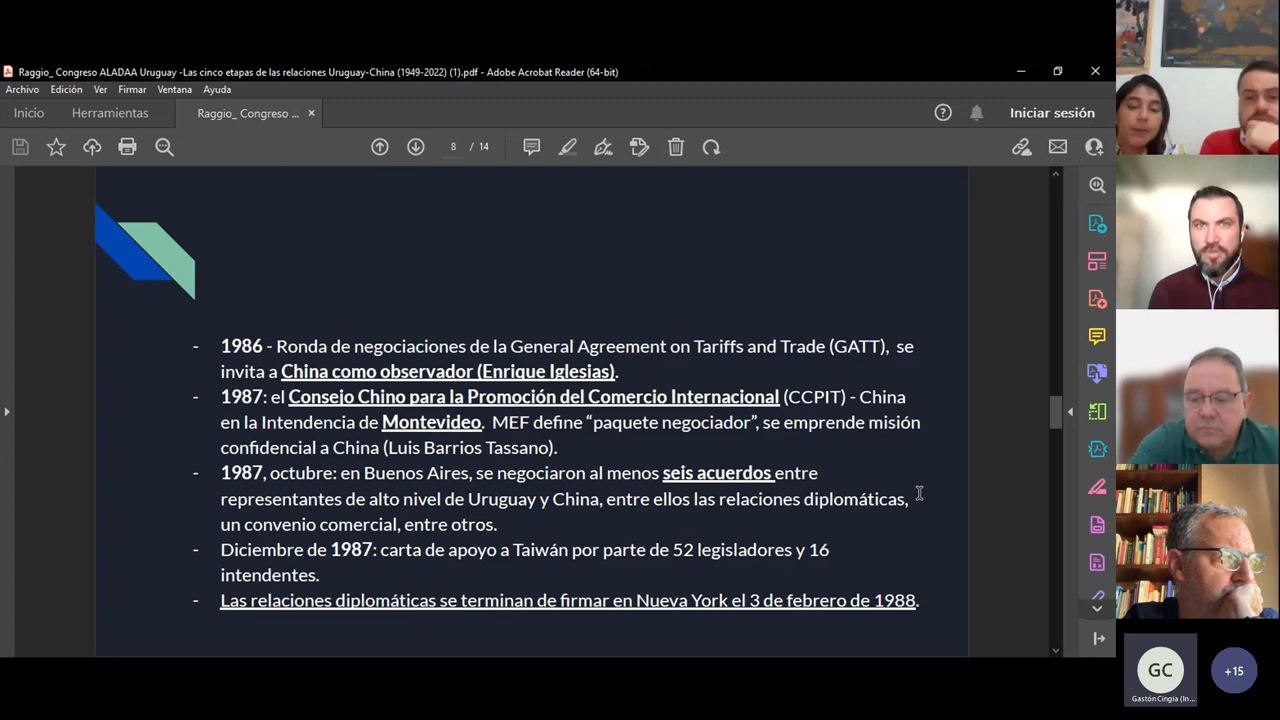 Raggio_ Congreso ALADAA Uruguay -Las cinco etapas de las relaciones Uruguay-China (1949-2022) (1).pdf - Adobe Acrobat Reader (64-bit)
Archivo Edición Ver Firmar Ventana Ayuda
Inicio Herramientas Raggio_ Congreso ... Iniciar sesión
8 / 14
- 1986 - Ronda de negociaciones de la General Agreement on Tariffs and Trade (GATT), se
invita a China como observador (Enrique Iglesias).
- 1987: el Consejo Chino para la Promoción del Comercio Internacional (CCPIT) - China
en la Intendencia de Montevideo. MEF define “paquete negociador”, se emprende misión
confidencial a China (Luis Barrios Tassano).
- 1987, octubre: en Buenos Aires, se negociaron al menos seis acuerdos entre
representantes de alto nivel de Uruguay y China, entre ellos las relaciones diplomáticas,
un convenio comercial, entre otros.
- Diciembre de 1987: carta de apoyo a Taiwán por parte de 52 legisladores y 16
intendentes.
- Las relaciones diplomáticas se terminan de firmar en Nueva York el 3 de febrero de 1988.
GC
+15
Gastón Cingia (In...